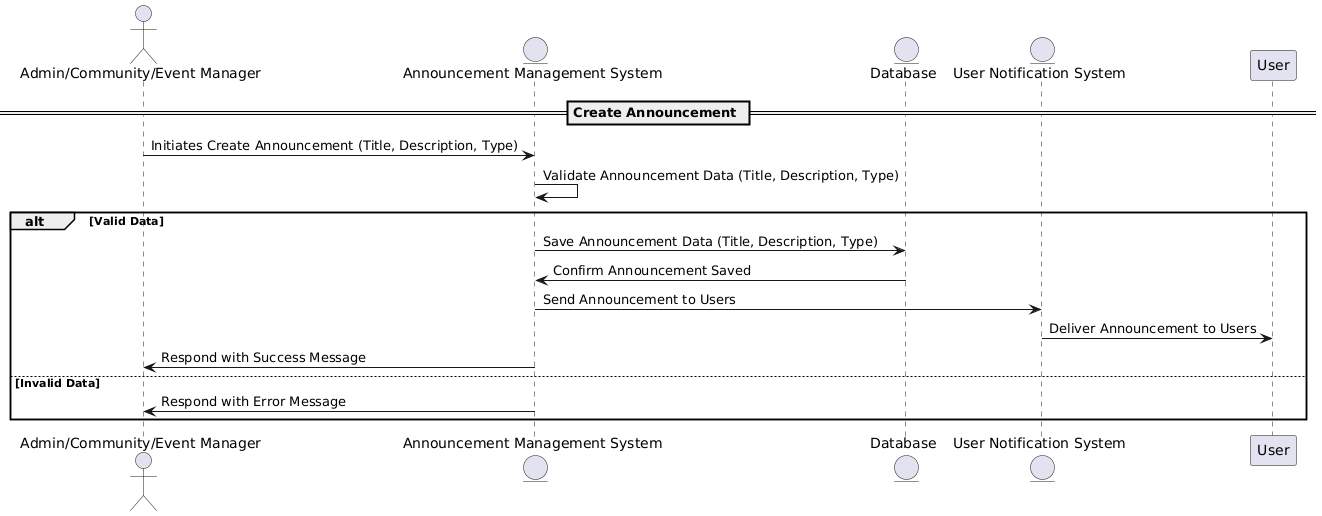 Admin/Community/Event Manager
Announcement Management System
Database
User Notification System
User
Create Announcement
Initiates Create Announcement (Title, Description, Type)
Validate Announcement Data (Title, Description, Type)
alt
[Valid Data]
Save Announcement Data (Title, Description, Type)
Confirm Announcement Saved
Send Announcement to Users
Deliver Announcement to Users
Respond with Success Message
[Invalid Data]
Respond with Error Message
Admin/Community/Event Manager
Announcement Management System
Database
User Notification System
User